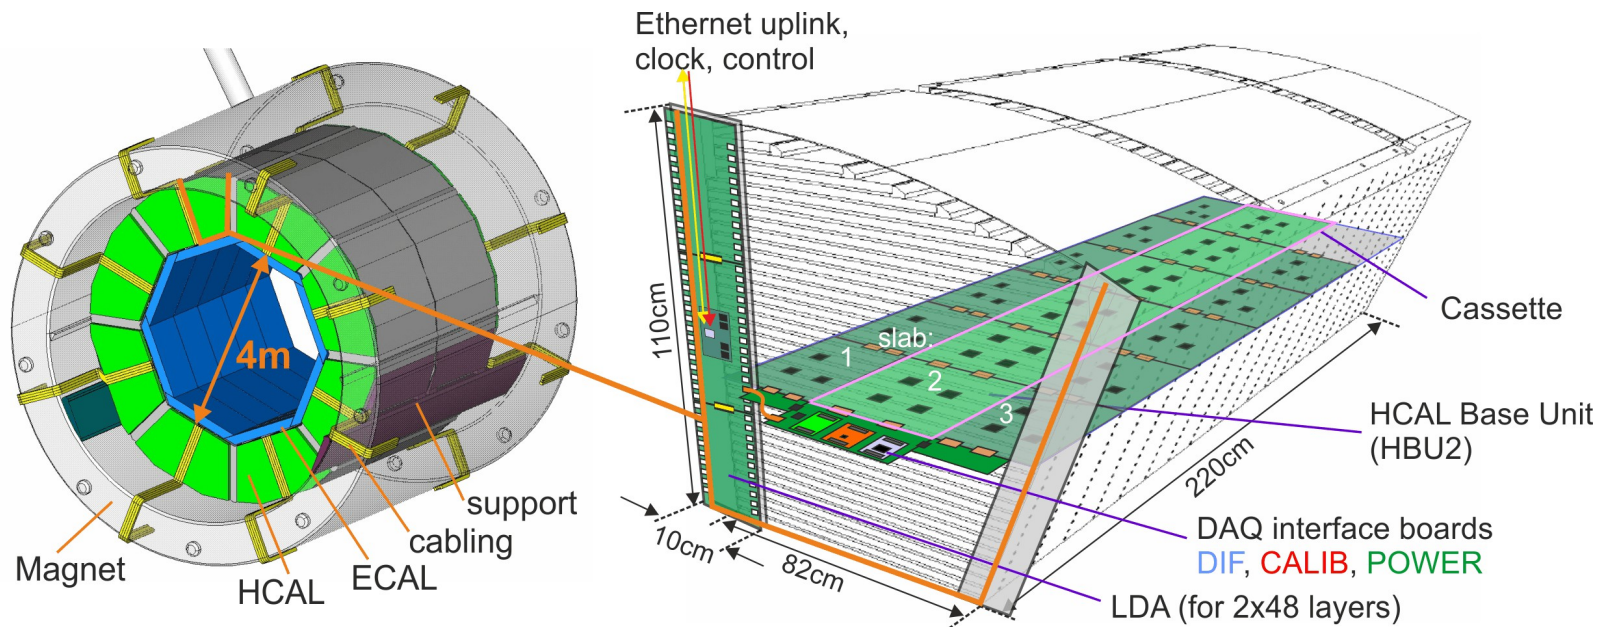 Ethernet uplink,
clock, control
4m
Magnet
HCAL
ECAL
cabling
support
110cm
10cm
82cm
220cm
slab:
1
2
3
Cassette
HCAL Base Unit
(HBU2)
DAQ interface boards
DIF, CALIB, POWER
LDA (for 2x48 layers)